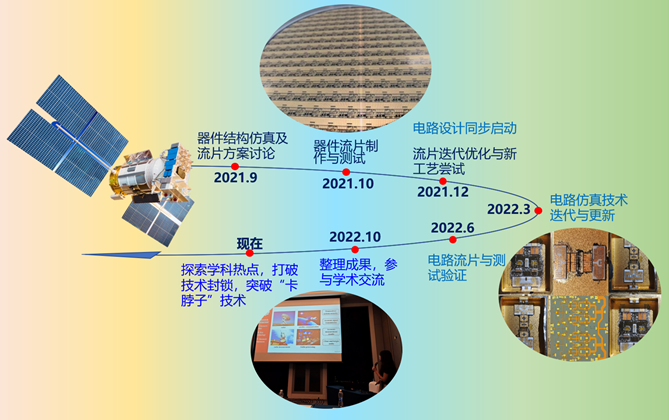 器件结构仿真及
流片方案讨论
2021.9
器件流片制
作与测试
2021.10
电路设计同步启动
流片迭代优化与新
工艺尝试
2021.12
2022.3
电路仿真技术
迭代与更新
2022.6
电路流片与测
试验证
2022.10
整理成果，参
与学术交流
现在
探索学科热点，打破
技术封锁，突破“卡
脖子”技术